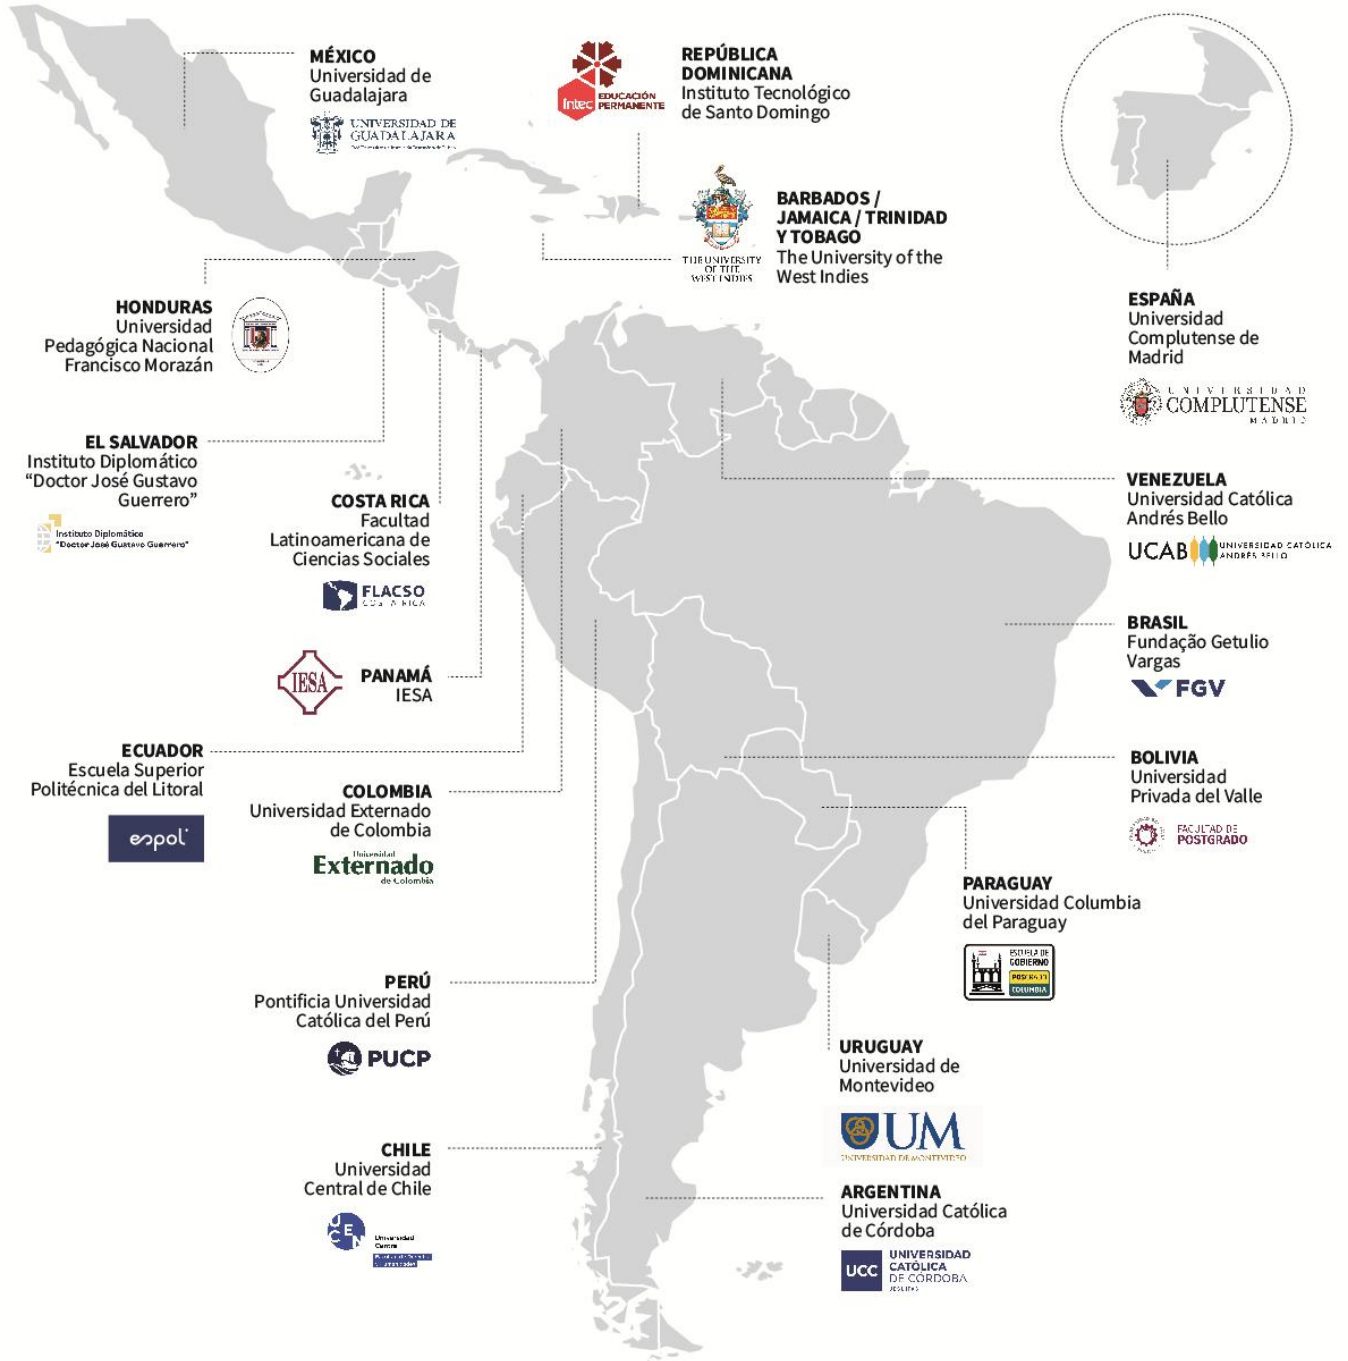 MÉXICO
Universidad de
Guadalajara
UNIVERSIDAD DE
GUADALAJARA
REPÚBLICA
DOMINICANA
Instituto Tecnológico
de Santo Domingo
Intec EDUCACIÓN
PERMANENTE
BARBADOS /
JAMAICA / TRINIDAD
Y TOBAGO
The University of the
West Indies
THE UNIVERSITY
OF THE
WEST INDIES
ESPAÑA
Universidad
Complutense de
Madrid
UNIVERSIDAD
COMPLUTENSE
MADRID
HONDURAS
Universidad
Pedagógica Nacional
Francisco Morazán
EL SALVADOR
Instituto Diplomático
“Doctor José Gustavo
Guerrero”
Instituto Diplomático
"Doctor José Gustavo Guerrero"
COSTA RICA
Facultad
Latinoamericana de
Ciencias Sociales
FLACSO
COSTA RICA
VENEZUELA
Universidad Católica
Andrés Bello
UCAB UNIVERSIDAD CATÓLICA
ANDRÉS BELLO
BRASIL
Fundação Getulio
Vargas
FGV
PANAMÁ
IESA
IESA
ECUADOR
Escuela Superior
Politécnica del Litoral
espol
COLOMBIA
Universidad Externado
de Colombia
Universidad
Externado
de Colombia
BOLIVIA
Universidad
Privada del Valle
FACULTAD DE
POSTGRADO
PARAGUAY
Universidad Columbia
del Paraguay
ESCUELA DE
GOBIERNO
POSGRADO
COLUMBIA
PERÚ
Pontificia Universidad
Católica del Perú
PUCP
URUGUAY
Universidad de
Montevideo
UM
UNIVERSIDAD DE MONTEVIDEO
CHILE
Universidad
Central de Chile
UCEN
Universidad
Central
ARGENTINA
Universidad Católica
de Córdoba
UCC
UNIVERSIDAD
CATÓLICA
DE CÓRDOBA
JESUITAS